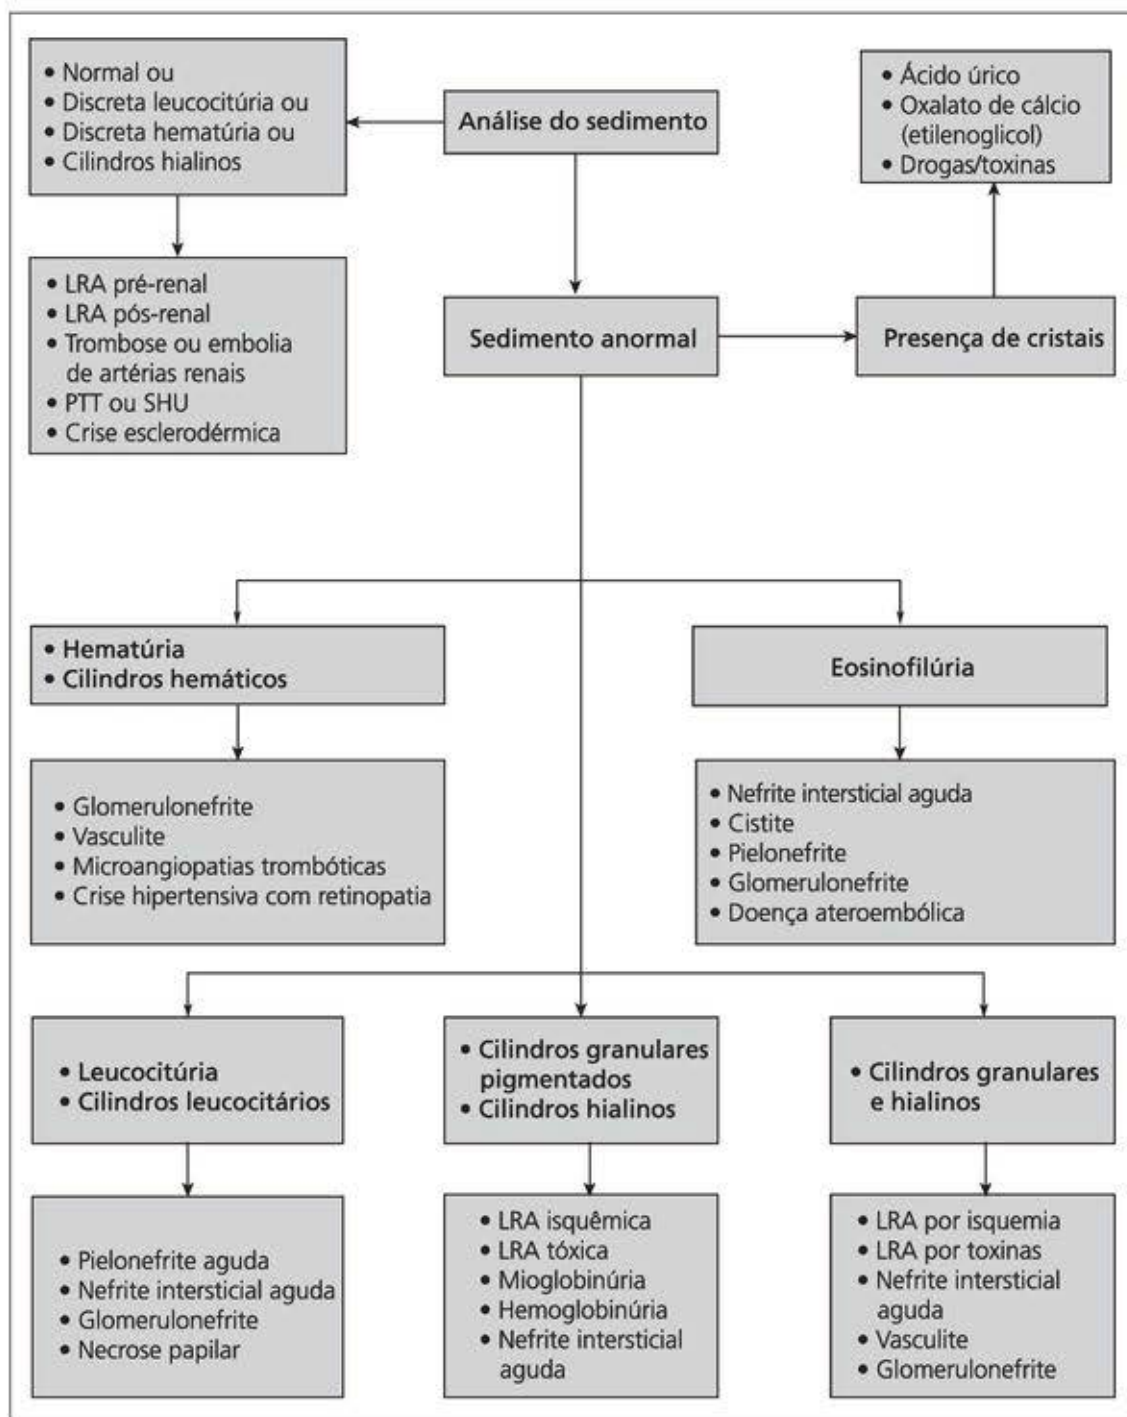 • Normal ou
• Discreta leucocitúria ou
• Discreta hematúria ou
• Cilindros hialinos
Análise do sedimento
• Ácido úrico
• Oxalato de cálcio
(etilenoglicol)
• Drogas/toxinas
• LRA pré-renal
• LRA pós-renal
• Trombose ou embolia
de artérias renais
• PTT ou SHU
• Crise esclerodérmica
Sedimento anormal
Presença de cristais
• Hematúria
• Cilindros hemáticos
Eosinofilúria
• Glomerulonefrite
• Vasculite
• Microangiopatias trombóticas
• Crise hipertensiva com retinopatia
• Nefrite intersticial aguda
• Cistite
• Pielonefrite
• Glomerulonefrite
• Doença ateroembólica
• Leucocitúria
• Cilindros leucocitários
• Cilindros granulares
pigmentados
• Cilindros hialinos
• Cilindros granulares
e hialinos
• Pielonefrite aguda
• Nefrite intersticial aguda
• Glomerulonefrite
• Necrose papilar
• LRA isquêmica
• LRA tóxica
• Mioglobinúria
• Hemoglobinúria
• Nefrite intersticial
aguda
• LRA por isquemia
• LRA por toxinas
• Nefrite intersticial
aguda
• Vasculite
• Glomerulonefrite